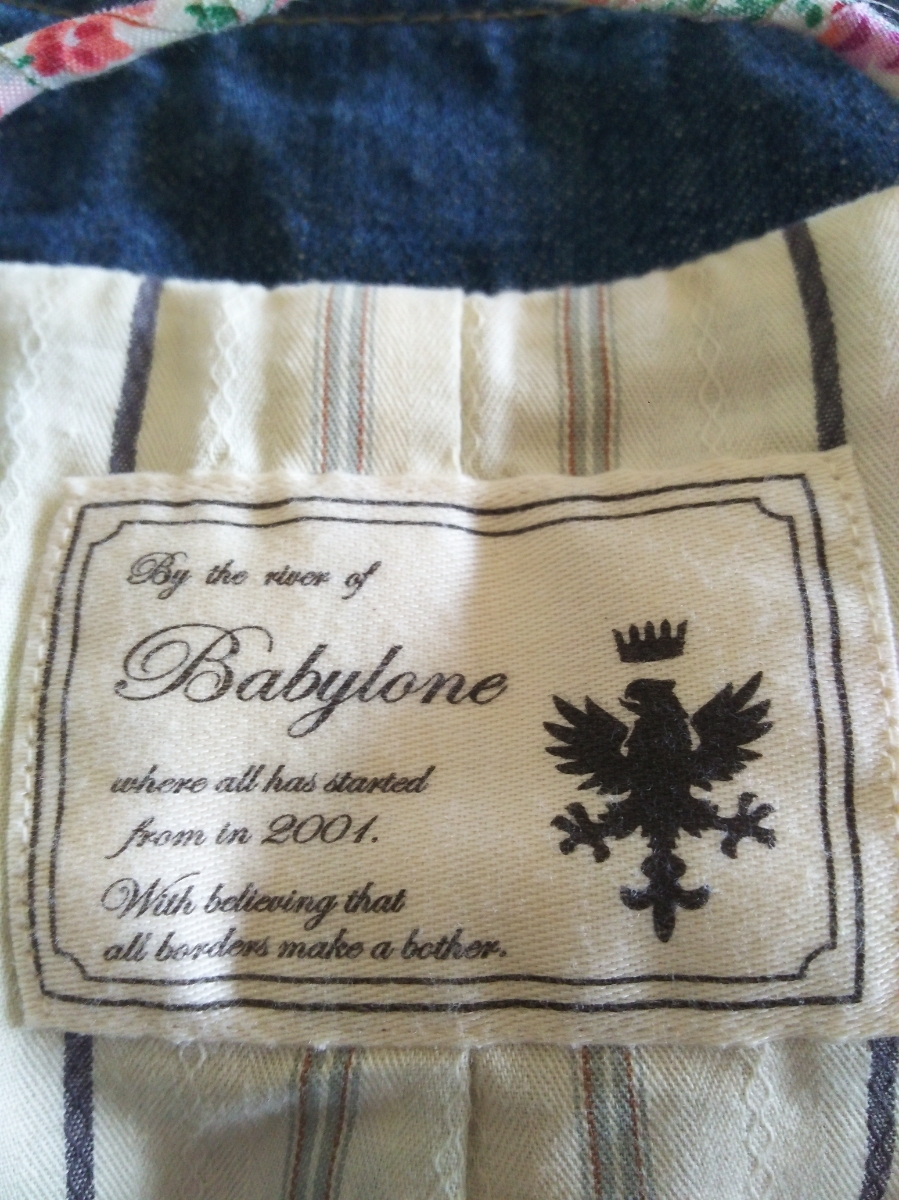 By the river of
Babylone
where all has started
from in 2001.
With believing that
all borders make a bother.